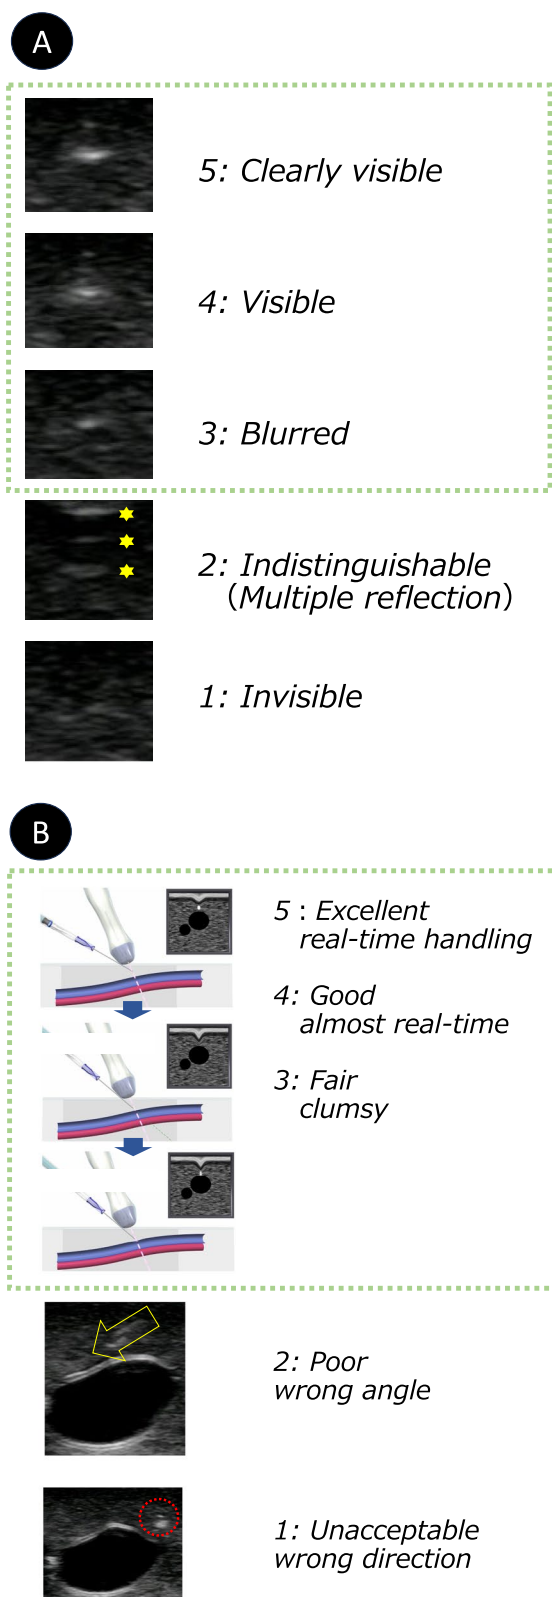 A
5: Clearly visible
4: Visible
3: Blurred
2: Indistinguishable
（Multiple reflection）
1: Invisible
B
5 : Excellent
real-time handling
4: Good
almost real-time
3: Fair
clumsy
2: Poor
wrong angle
1: Unacceptable
wrong direction